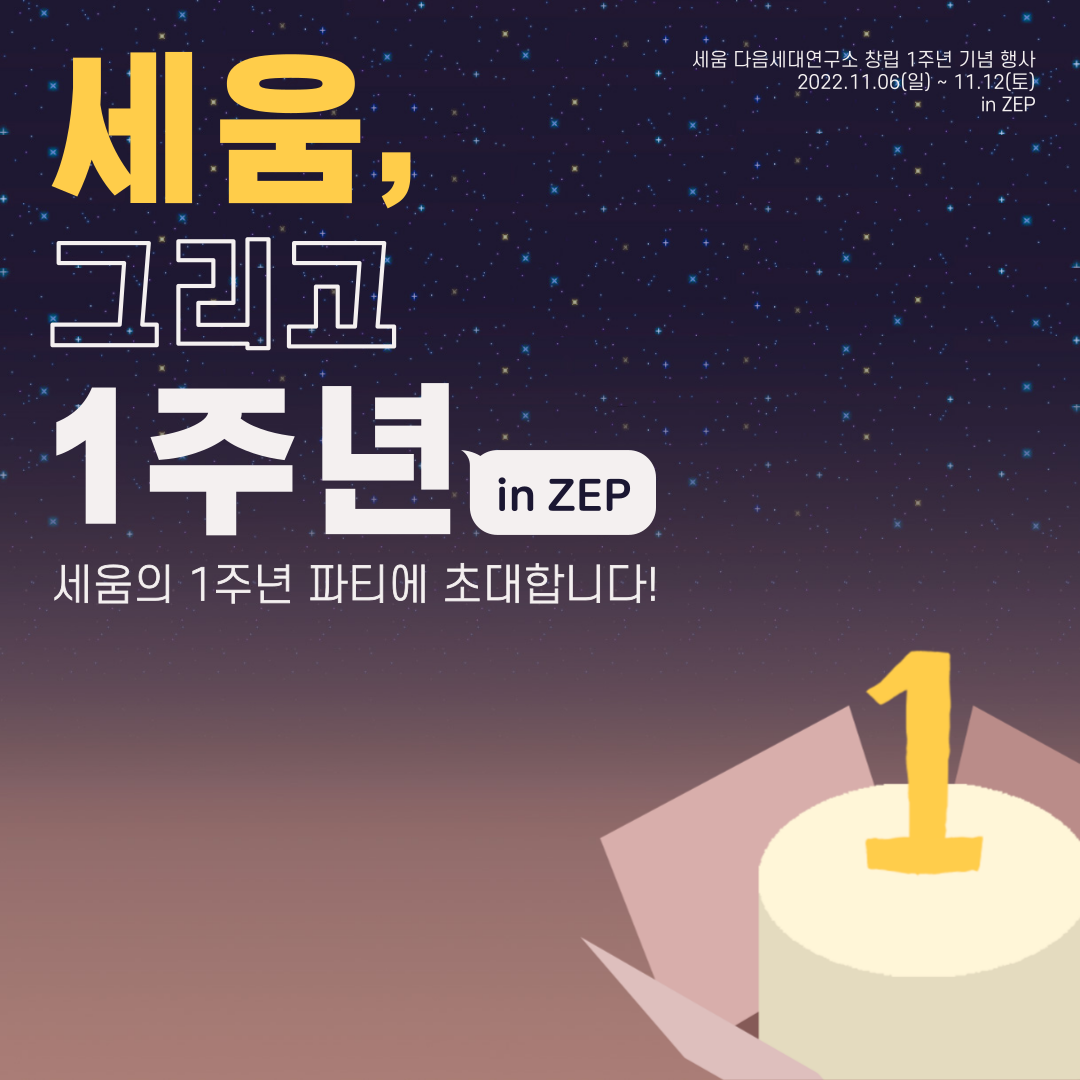 세움 다음세대연구소 창립 1주년 기념 행사
2022.11.06(일) ~ 11.12(토)
in ZEP
세움,
그리고
1주년
in ZEP
세움의 1주년 파티에 초대합니다!
1